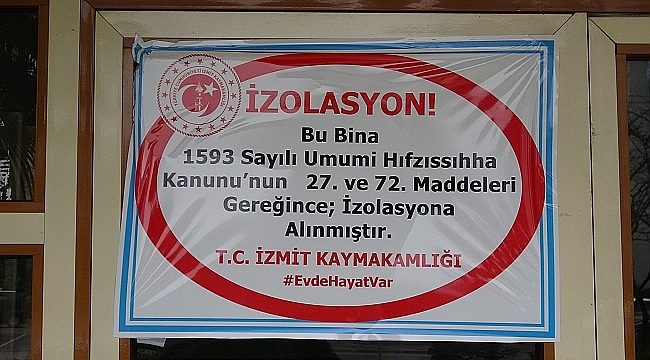 İZOLASYON!
Bu Bina
1593 Sayılı Umumi Hıfzıssıhha
Kanunu'nun 27. ve 72. Maddeleri
Gereğince; İzolasyona
Alınmıştır.
T.C. İZMİT KAYMAKAMLIĞI
#EvdeHayatVar